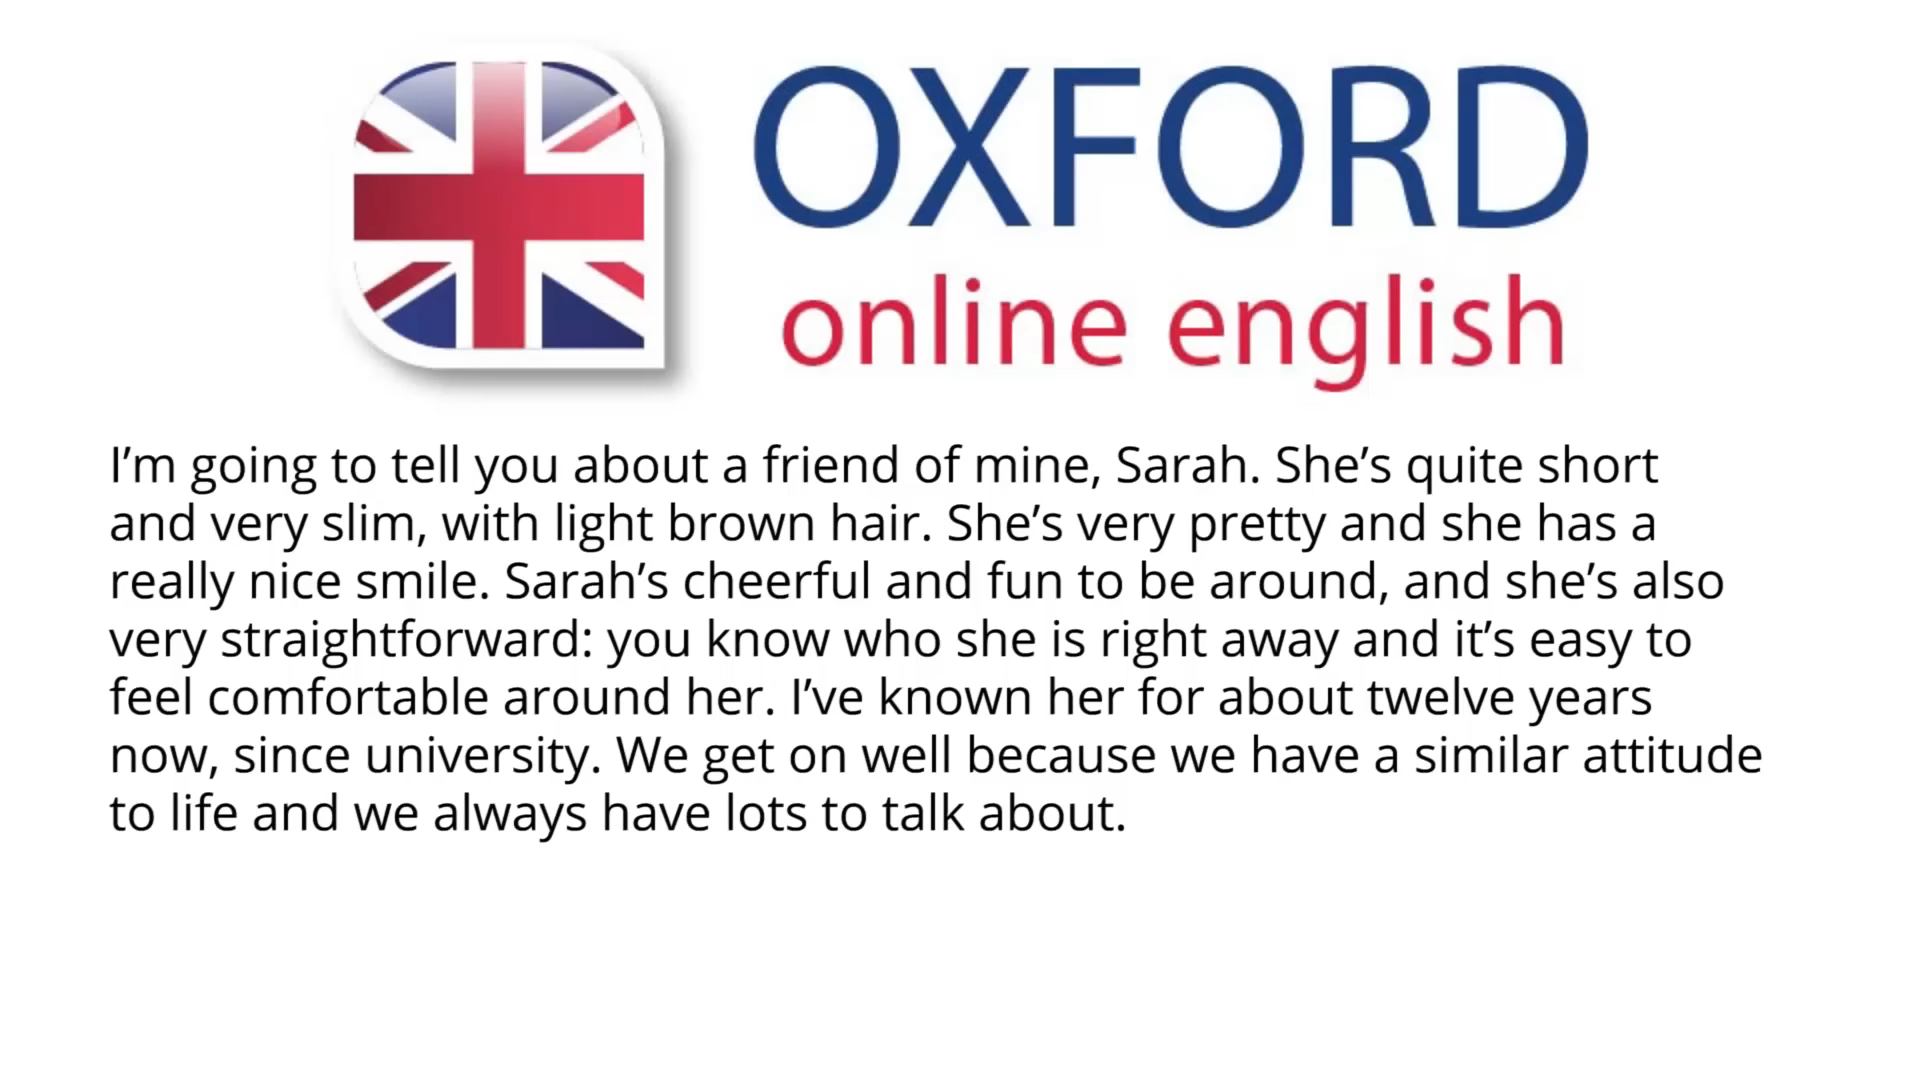 OXFORD
online english
I’m going to tell you about a friend of mine, Sarah. She’s quite short
and very slim, with light brown hair. She’s very pretty and she has a
really nice smile. Sarah’s cheerful and fun to be around, and she’s also
very straightforward: you know who she is right away and it’s easy to
feel comfortable around her. I’ve known her for about twelve years
now, since university. We get on well because we have a similar attitude
to life and we always have lots to talk about.